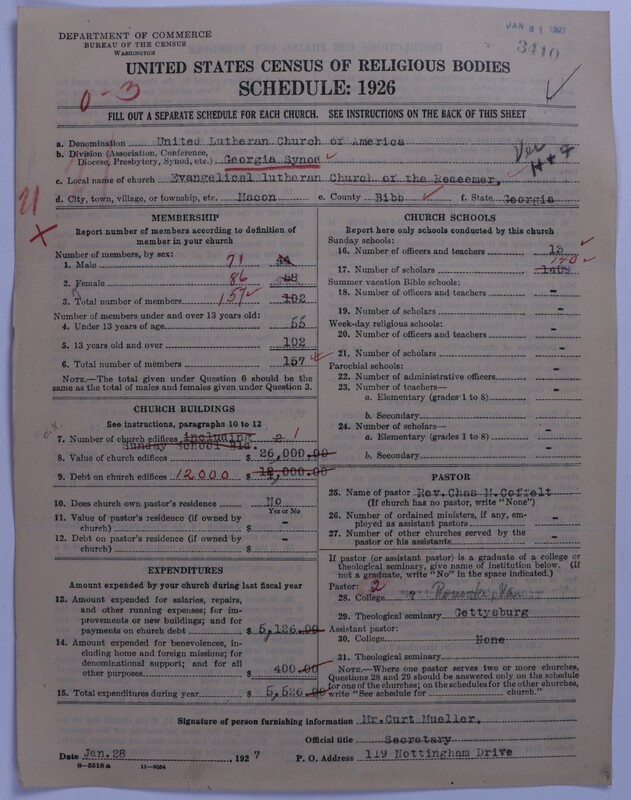 DEPARTMENT OF COMMERCE
BUREAU OF THE CENSUS
WASHINGTON
JAN 31 1927
3410
UNITED STATES CENSUS OF RELIGIOUS BODIES
SCHEDULE: 1926
0-3
FILL OUT A SEPARATE SCHEDULE FOR EACH CHURCH. SEE INSTRUCTIONS ON THE BACK OF THIS SHEET
a. Denomination United Lutheran Church of America
b. Division (Association, Conference, Diocese, Presbytery, Synod, etc.) Georgia Synod
Ver
H + 4
c. Local name of church Evangelical lutheran Church of the Redeemer,
d. City, town, village, or township, etc. Macon e. County Bibb f. State Georgia
21
X
MEMBERSHIP
Report number of members according to definition of member in your church
Number of members, by sex:
1. Male 71 44
2. Female 86 58
3. Total number of members 157 102
Number of members under and over 13 years old:
4. Under 13 years of age 55
5. 13 years old and over 102
6. Total number of members 157
NOTE.—The total given under Question 6 should be the same as the total of males and females given under Question 3.
CHURCH BUILDINGS
See instructions, paragraphs 10 to 12
7. Number of church edifices including 2 1
Sunday school bld.
8. Value of church edifices $ 26,000.00
9. Debt on church edifices 12000 $ 12,000.00
10. Does church own pastor's residence No
Yes or No
11. Value of pastor's residence (if owned by church) $ -
12. Debt on pastor's residence (if owned by church) $ -
EXPENDITURES
Amount expended by your church during last fiscal year
13. Amount expended for salaries, repairs, and other running expenses; for improvements or new buildings; and for payments on church debt $ 5,126.00
14. Amount expended for benevolences, including home and foreign missions; for denominational support; and for all other purposes $ 400.00
15. Total expenditures during year $ 5,526.00
CHURCH SCHOOLS
Report here only schools conducted by this church
Sunday schools:
16. Number of officers and teachers 13
140
17. Number of scholars
Summer vacation Bible schools:
18. Number of officers and teachers -
19. Number of scholars -
Week-day religious schools:
20. Number of officers and teachers -
21. Number of scholars -
Parochial schools:
22. Number of administrative officers -
23. Number of teachers—
a. Elementary (grades 1 to 8) -
b. Secondary -
24. Number of scholars—
a. Elementary (grades 1 to 8) -
b. Secondary -
PASTOR
25. Name of pastor Rev. Chas M. Coffelt
(If church has no pastor, write "None")
26. Number of ordained ministers, if any, employed as assistant pastors -
27. Number of other churches served by the pastor or his assistants -
If pastor (or assistant pastor) is a graduate of a college or theological seminary, give name of institution below. (If not a graduate, write "No" in the space indicated.)
Pastor: 2
28. College ? Roanoke,
29. Theological seminary Gettysburg
Assistant pastor:
30. College None
31. Theological seminary
NOTE.—Where one pastor serves two or more churches, Questions 28 and 29 should be answered only on the schedule for one of the churches; on the schedules for the other churches, write "See schedule for church."
Signature of person furnishing information Mr. Curt Mueller,
Official title Secretary
Date Jan. 28, 1927 P. O. Address 119 Nottingham Drive
8—5518a 11—9054